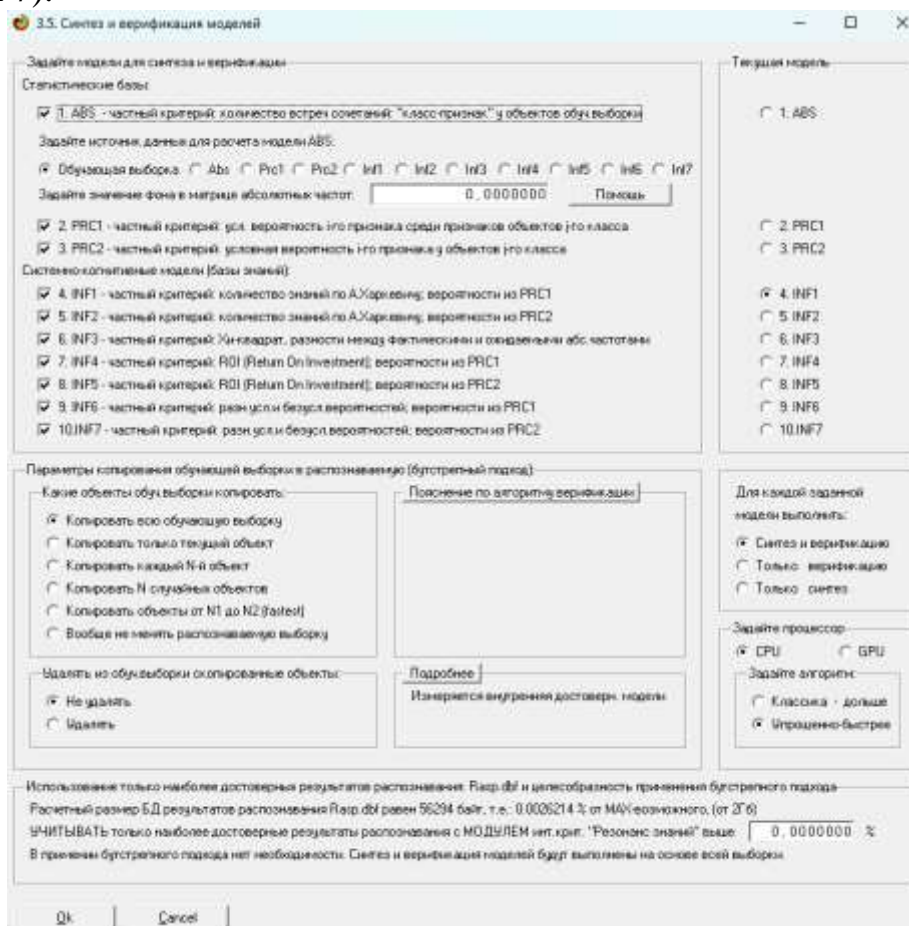 3.5. Синтез и верификация моделей
Задайте модели для синтеза и верификации
Статистические базы:
1. ABS - частный критерий: количество встреч сочетаний: "класс-признак" у объектов обуч.выборки
Задайте источник данных для расчета модели ABS:
Обучающая выборка Abs Prc1 Prc2 Inf1 Inf2 Inf3 Inf4 Inf5 Inf6 Inf7
Задайте значение фона в матрице абсолютных частот: 0,0000000 Помощь
2. PRC1 - частный критерий: усл. вероятность i-го признака среди признаков объектов j-го класса
3. PRC2 - частный критерий: условная вероятность i-го признака у объектов j-го класса
Системно-когнитивные модели (базы знаний):
4. INF1 - частный критерий: количество знаний по А.Харкевичу; вероятности из PRC1
5. INF2 - частный критерий: количество знаний по А.Харкевичу; вероятности из PRC2
6. INF3 - частный критерий: Хи-квадрат, разности между фактическими и ожидаемыми абс.частотами
7. INF4 - частный критерий: ROI (Return On Investment); вероятности из PRC1
8. INF5 - частный критерий: ROI (Return On Investment); вероятности из PRC2
9. INF6 - частный критерий: разн.усл.и безусл.вероятностей; вероятности из PRC1
10.INF7 - частный критерий: разн.усл.и безусл.вероятностей; вероятности из PRC2
Текущая модель
1. ABS
2. PRC1
3. PRC2
4. INF1
5. INF2
6. INF3
7. INF4
8. INF5
9. INF6
10.INF7
Параметры копирования обучающей выборки в распознаваемую (бутстрепный подход):
Какие объекты обуч.выборки копировать:
Копировать всю обучающую выборку
Копировать только текущий объект
Копировать каждый N-й объект
Копировать N случайных объектов
Копировать объекты от N1 до N2 (fastest)
Вообще не менять распознаваемую выборку
Пояснение по алгоритму верификации
Удалять из обуч.выборки скопированные объекты:
Не удалять
Удалять
Подробнее
Измеряется внутренняя достоверн. модели
Для каждой заданной
модели выполнить:
Синтез и верификацию
Только верификацию
Только синтез
Задайте процессор
CPU GPU
Задайте алгоритм:
Классика - дольше
Упрощенно-быстрее
Использование только наиболее достоверных результатов распознавания: Rasp.dbf и целесообразность применения бутстрепного подхода
Расчетный размер БД результатов распознавания Rasp.dbf равен 56294 байт, т.е.: 0.0026214 % от MAX-возможного, (от 2Гб)
УЧИТЫВАТЬ только наиболее достоверные результаты распознавания с МОДУЛЕМ инт.крит. "Резонанс знаний" выше: 0,0000000 %
В применении бутстрепного подхода нет необходимости. Синтез и верификация моделей будут выполнены на основе всей выборки
Ok Cancel